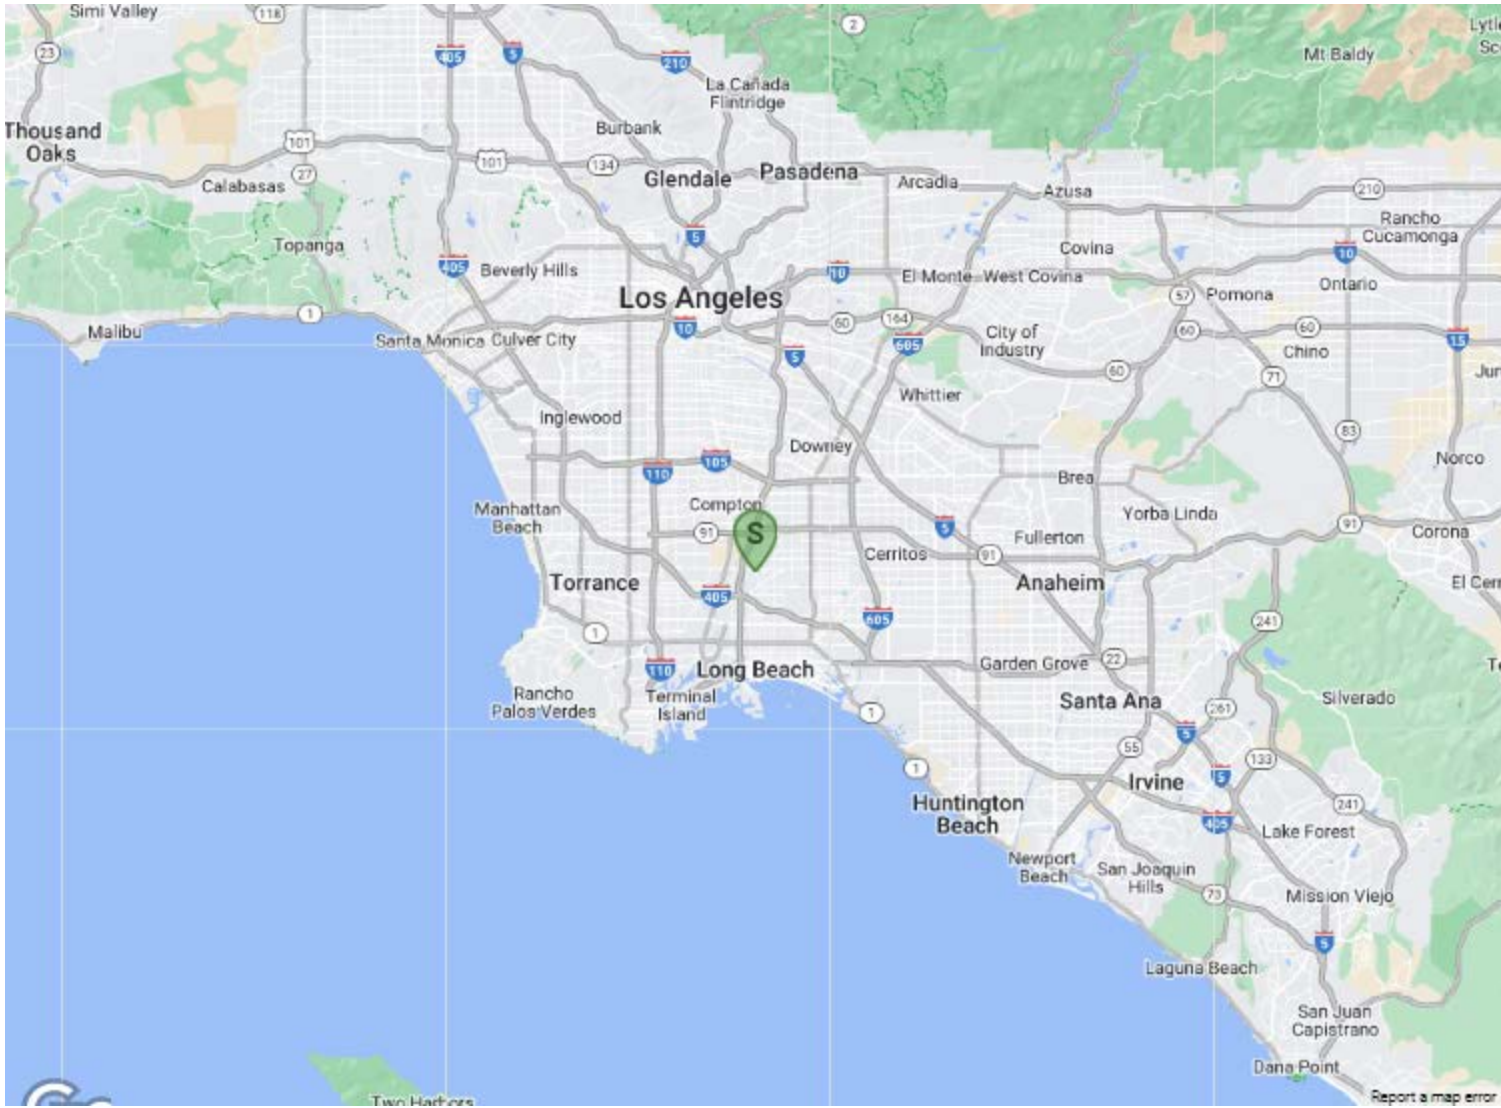 Simi Valley
118
2
Lytle
Sc
23
405
5
210
Mt Baldy
La Cañada
Flintridge
Thousand
Oaks
101
Burbank
101
134
27
Calabasas
Glendale
Pasadena
Arcadia
Azusa
210
Rancho
Cucamonga
Topanga
5
Covina
10
405
Beverly Hills
10
El Monte
West Covina
Ontario
Los Angeles
57
Pomona
1
10
60
164
60
60
Malibu
Santa Monica
Culver City
605
City of
Industry
15
Chino
5
60
71
Jur
Whittier
Inglewood
83
Downey
105
110
Norco
Brea
Manhattan
Beach
Compton
Yorba Linda
91
S
5
91
Corona
Cerritos
91
Fullerton
Torrance
405
Anaheim
El Cerr
605
241
1
110
Long Beach
Garden Grove
22
Rancho
Palos Verdes
Terminal
Island
Santa Ana
Silverado
1
261
5
55
133
1
Irvine
5
Huntington
Beach
241
405
Lake Forest
Newport
Beach
San Joaquin
Hills
73
Mission Viejo
5
Laguna Beach
San Juan
Capistrano
Dana Point
Two Harbors
Report a map error